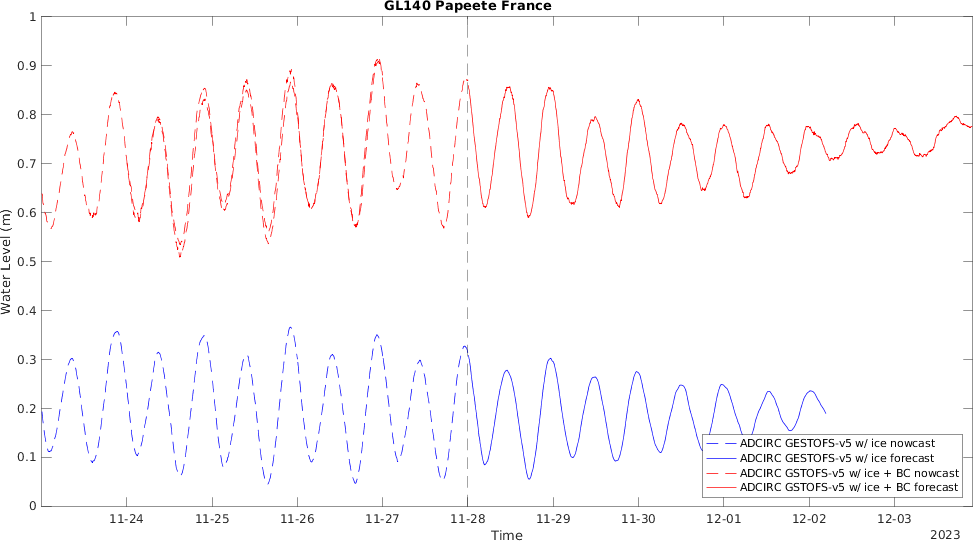 GL140 Papeete France
1
0.9
0.8
0.7
0.6
0.5
0.4
0.3
0.2
0.1
0
Water Level (m)
11-24 11-25 11-26 11-27 11-28 11-29 11-30 12-01 12-02 12-03
Time
2023
ADCIRC GESTOFS-v5 w/ ice nowcast
ADCIRC GESTOFS-v5 w/ ice forecast
ADCIRC GSTOFS-v5 w/ ice + BC nowcast
ADCIRC GSTOFS-v5 w/ ice + BC forecast